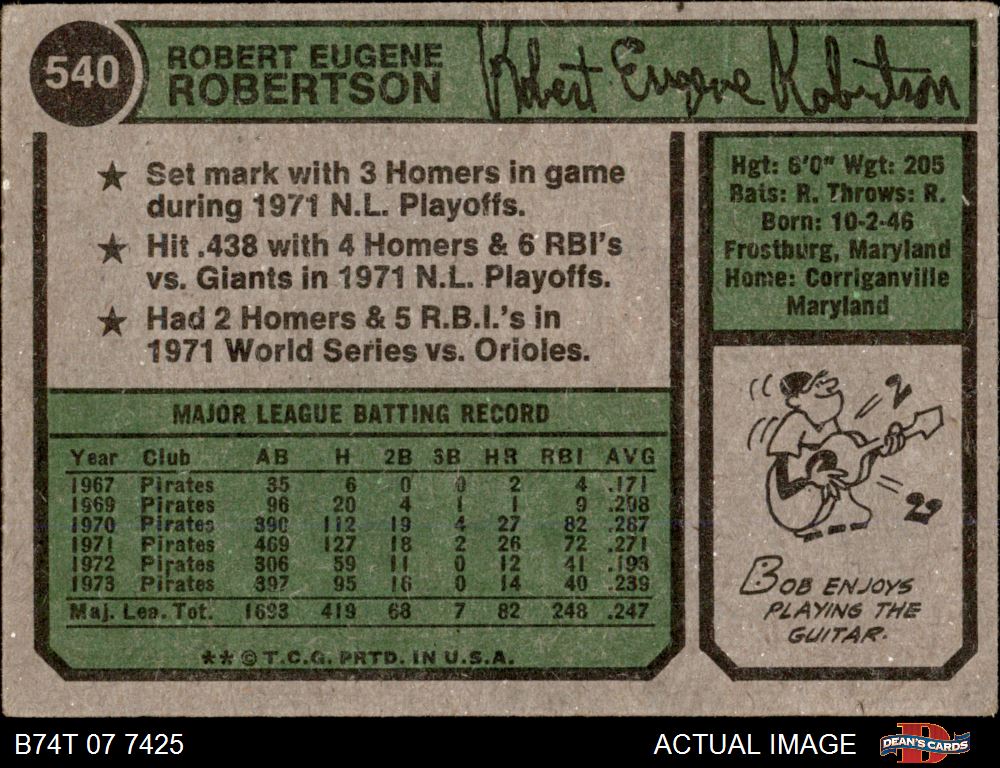 540
ROBERT EUGENE
ROBERTSON
Robert Eugene Robertson
★ Set mark with 3 Homers in game
during 1971 N.L. Playoffs.
★ Hit .438 with 4 Homers & 6 RBI's
vs. Giants in 1971 N.L. Playoffs.
★ Had 2 Homers & 5 R.B.I.'s in
1971 World Series vs. Orioles.
Hgt: 6'0" Wgt: 205
Bats: R. Throws: R.
Born: 10-2-46
Frostburg, Maryland
Home: Corriganville
Maryland
MAJOR LEAGUE BATTING RECORD
Year Club AB H 2B 3B HR RBI AVG
1967 Pirates 35 6 0 0 2 4 .171
1969 Pirates 96 20 4 1 1 9 .208
1970 Pirates 390 112 19 4 27 82 .287
1971 Pirates 469 127 18 2 26 72 .271
1972 Pirates 306 59 11 0 12 41 .193
1973 Pirates 397 95 16 0 14 40 .239
Maj. Lea. Tot. 1693 419 68 7 82 248 .247
** © T.C.G. PRTD. IN U.S.A.
BOB ENJOYS
PLAYING THE
GUITAR.
B74T 07 7425
ACTUAL IMAGE
DEAN'S CARDS